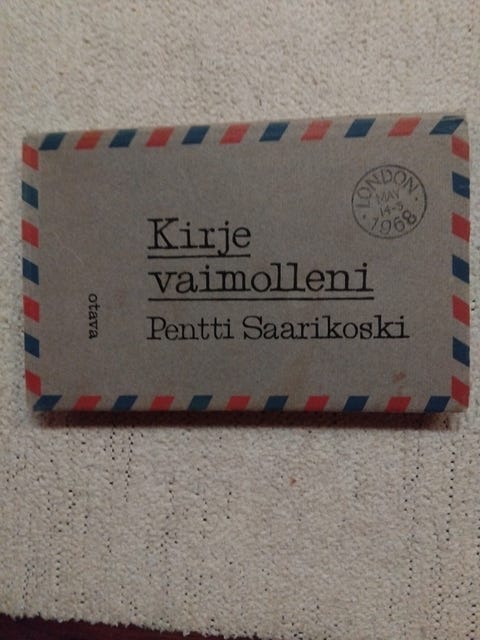 LONDON
MAY
14-5
1968
Kirje
vaimolleni
Pentti Saarikoski
otava